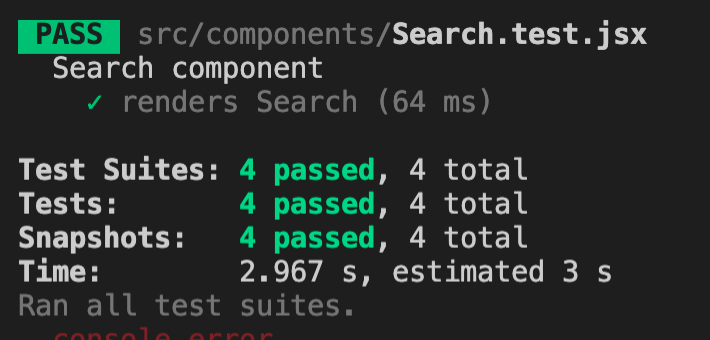 PASS src/components/Search.test.jsx
Search component
✓ renders Search (64 ms)
Test Suites: 4 passed, 4 total
Tests: 4 passed, 4 total
Snapshots: 4 passed, 4 total
Time: 2.967 s, estimated 3 s
Ran all test suites.
console.error